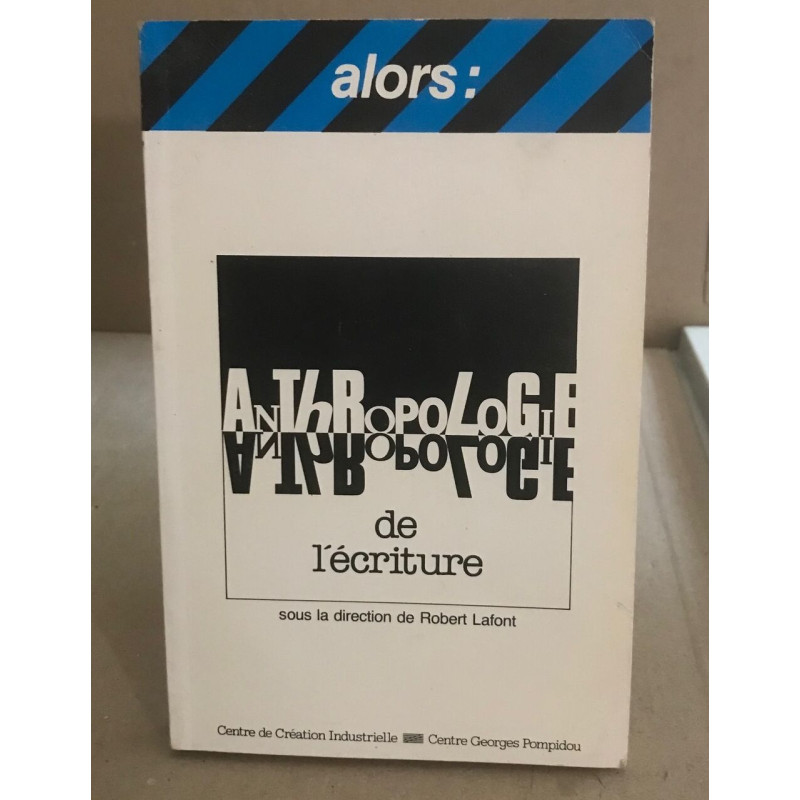 alors:
AnThRoPoLoGiE
AnThRoPoLoGiE
de
l'écriture
sous la direction de Robert Lafont
Centre de Création Industrielle Centre Georges Pompidou